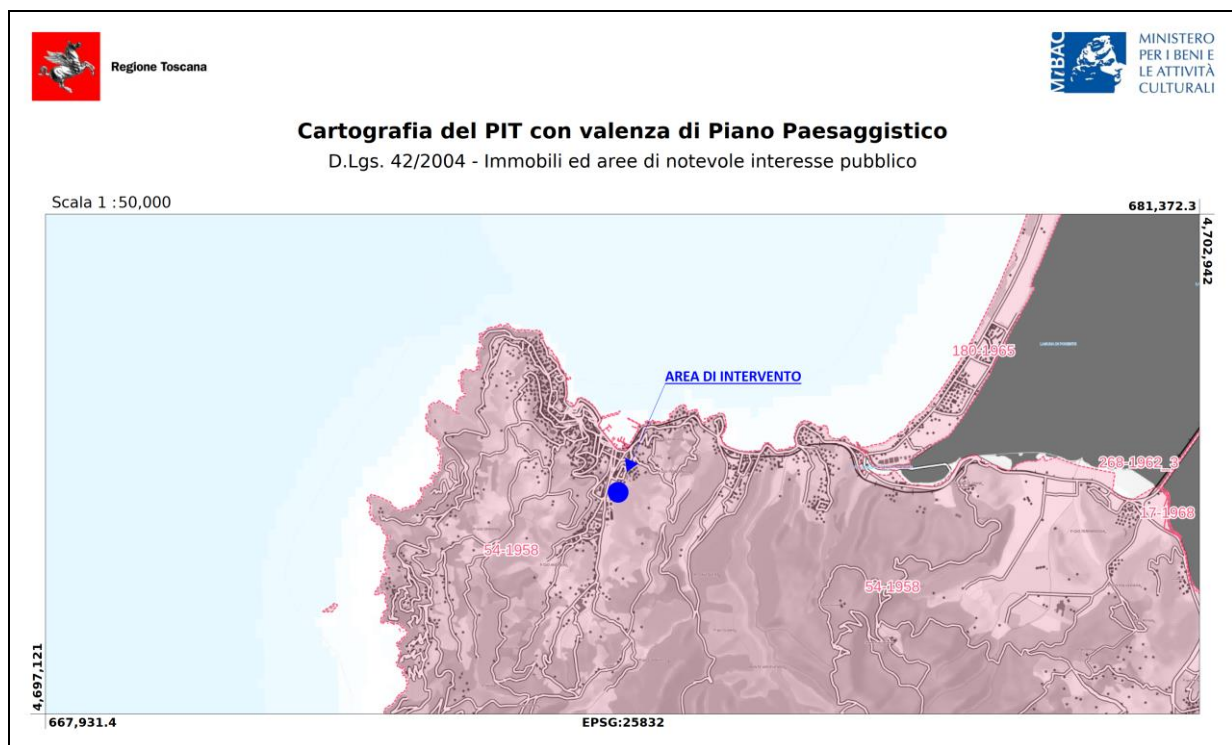 Regione Toscana
MiBAC
MINISTERO
PER I BENI E
LE ATTIVITÀ
CULTURALI
Cartografia del PIT con valenza di Piano Paesaggistico
D.Lgs. 42/2004 - Immobili ed aree di notevole interesse pubblico
Scala 1 :50,000
681,372.3
4,702,942
180-1965
AREA DI INTERVENTO
268-1962_3
17-1968
54-1958
54-1958
4,697,121
667,931.4
EPSG:25832